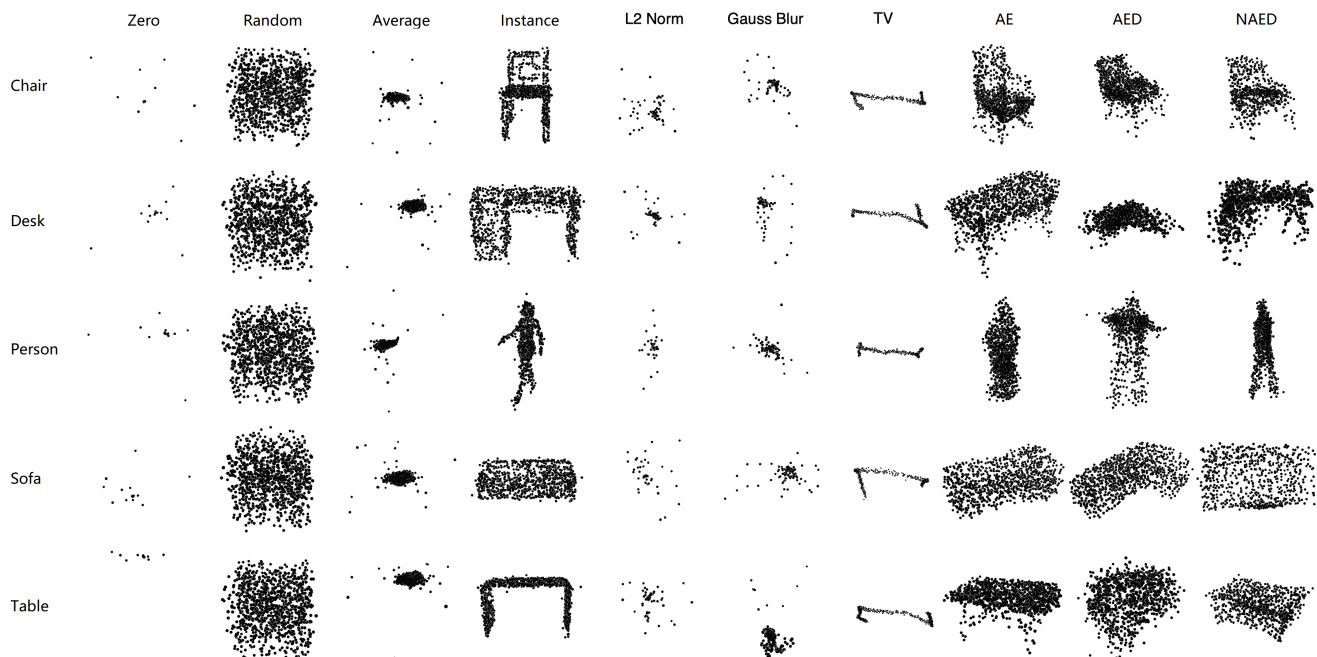 Zero Random Average Instance L2 Norm Gauss Blur TV AE AED NAED
Chair
Desk
Person
Sofa
Table